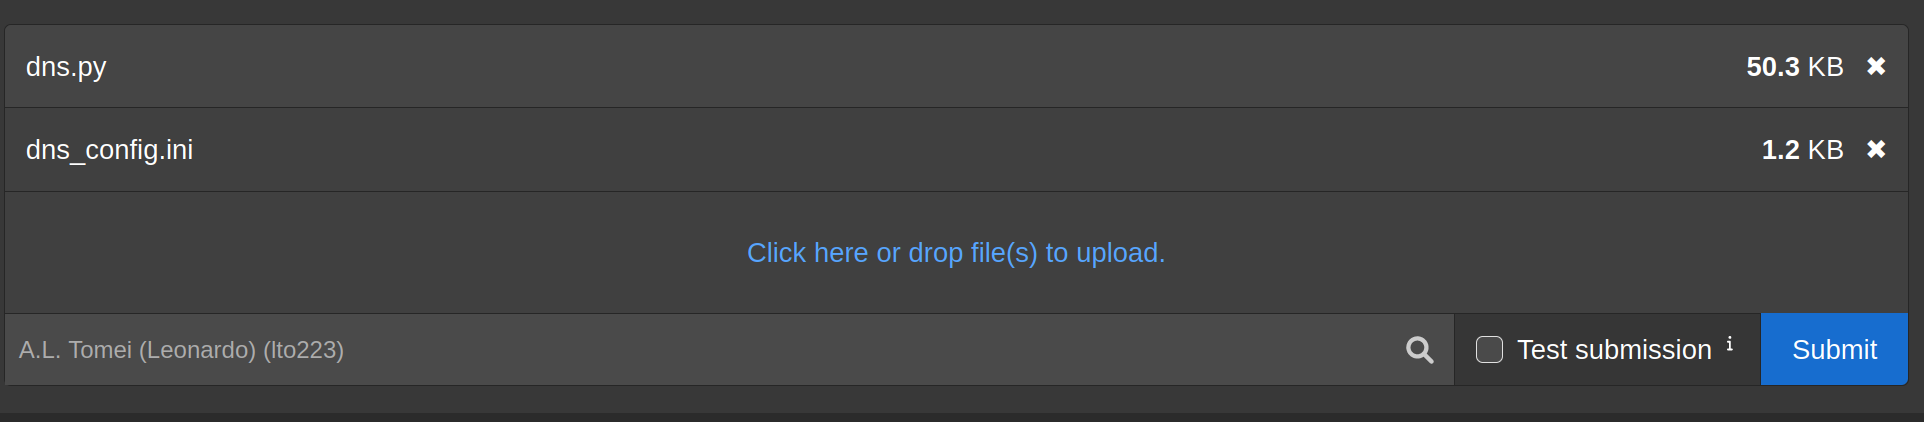 dns.py 50.3 KB ✖
dns_config.ini 1.2 KB ✖
Click here or drop file(s) to upload.
A.L. Tomei (Leonardo) (lto223) Test submission i Submit